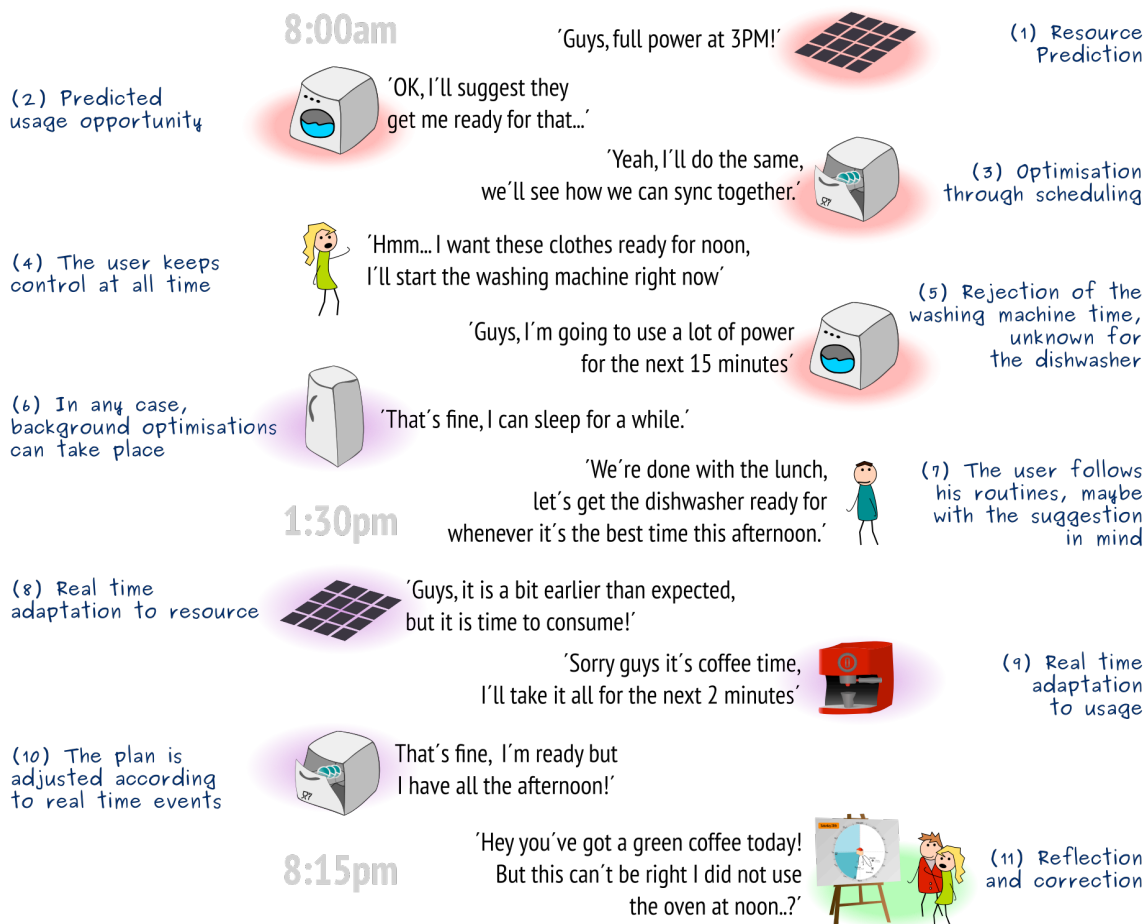 8:00am
´Guys, full power at 3PM!´
(1) Resource
Prediction
(2) Predicted
usage opportunity
´OK, I´ll suggest they
get me ready for that...´
´Yeah, I´ll do the same,
we´ll see how we can sync together.´
(3) Optimisation
through scheduling
(4) The user keeps
control at all time
´Hmm... I want these clothes ready for noon,
I´ll start the washing machine right now´
(5) Rejection of the
washing machine time,
unknown for
the dishwasher
´Guys, I´m going to use a lot of power
for the next 15 minutes´
(6) In any case,
background optimisations
can take place
´That´s fine, I can sleep for a while.´
´We´re done with the lunch,
let´s get the dishwasher ready for
whenever it´s the best time this afternoon.´
(7) The user follows
his routines, maybe
with the suggestion
in mind
1:30pm
(8) Real time
adaptation to resource
´Guys, it is a bit earlier than expected,
but it is time to consume!´
´Sorry guys it´s coffee time,
I´ll take it all for the next 2 minutes´
(9) Real time
adaptation
to usage
(10) The plan is
adjusted according
to real time events
That´s fine, I´m ready but
I have all the afternoon!´
8:15pm
´Hey you´ve got a green coffee today!
But this can´t be right I did not use
the oven at noon..?´
(11) Reflection
and correction